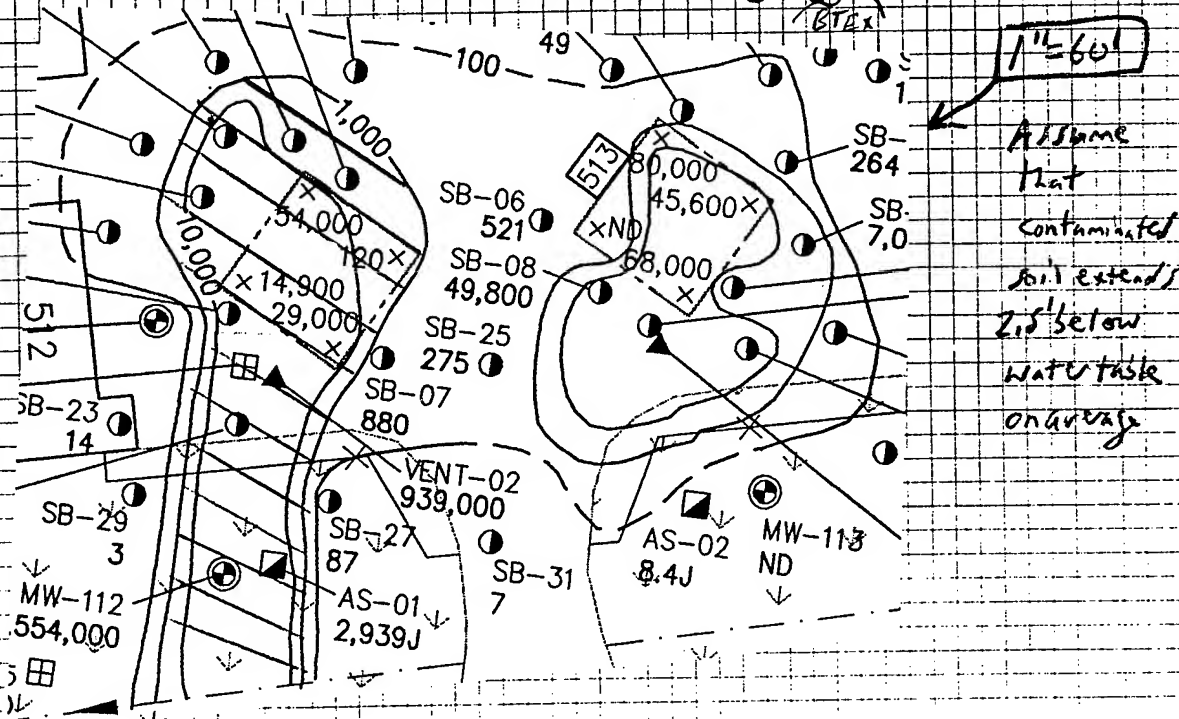 BTEX
1"=60'
Assume
that
contaminated
soil extends
2.5' below
water table
on average
49
100
1,000
10,000
54,000
120
14,900
29,000
512
513
80,000
45,600
ND
68,000
SB-
264
SB-
7,0
SB-06
521
SB-08
49,800
SB-25
275
SB-07
880
SB-23
14
VENT-02
939,000
SB-29
3
SB-27
87
SB-31
7
AS-02
8.4J
MW-113
ND
MW-112
554,000
AS-01
2,939J